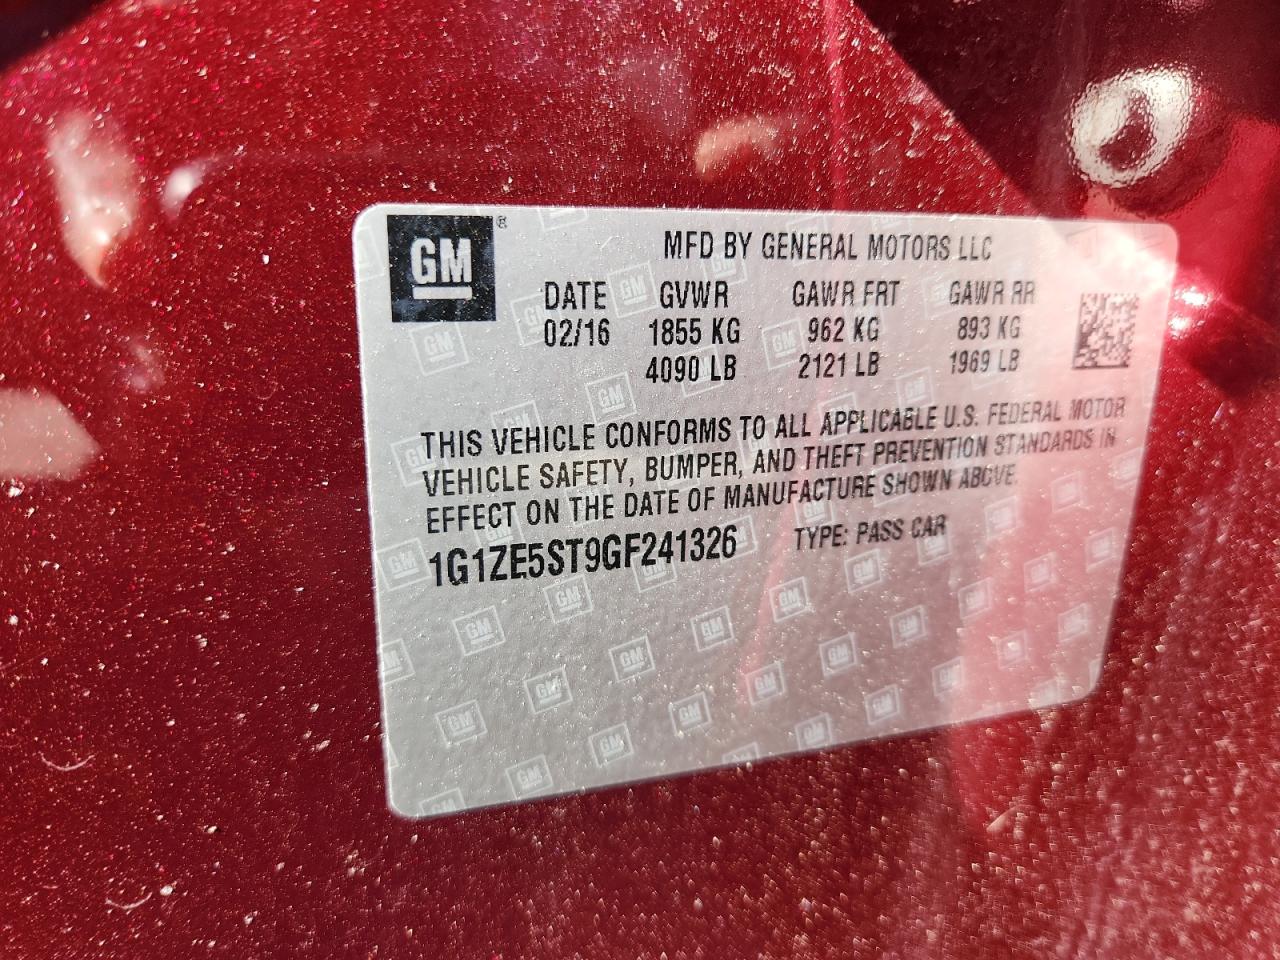 GM ®
MFD BY GENERAL MOTORS LLC
DATE GVWR GAWR FRT GAWR RR
02/16 1855 KG 962 KG 893 KG
4090 LB 2121 LB 1969 LB
THIS VEHICLE CONFORMS TO ALL APPLICABLE U.S. FEDERAL MOTOR
VEHICLE SAFETY, BUMPER, AND THEFT PREVENTION STANDARDS IN
EFFECT ON THE DATE OF MANUFACTURE SHOWN ABOVE.
1G1ZE5ST9GF241326 TYPE: PASS CAR